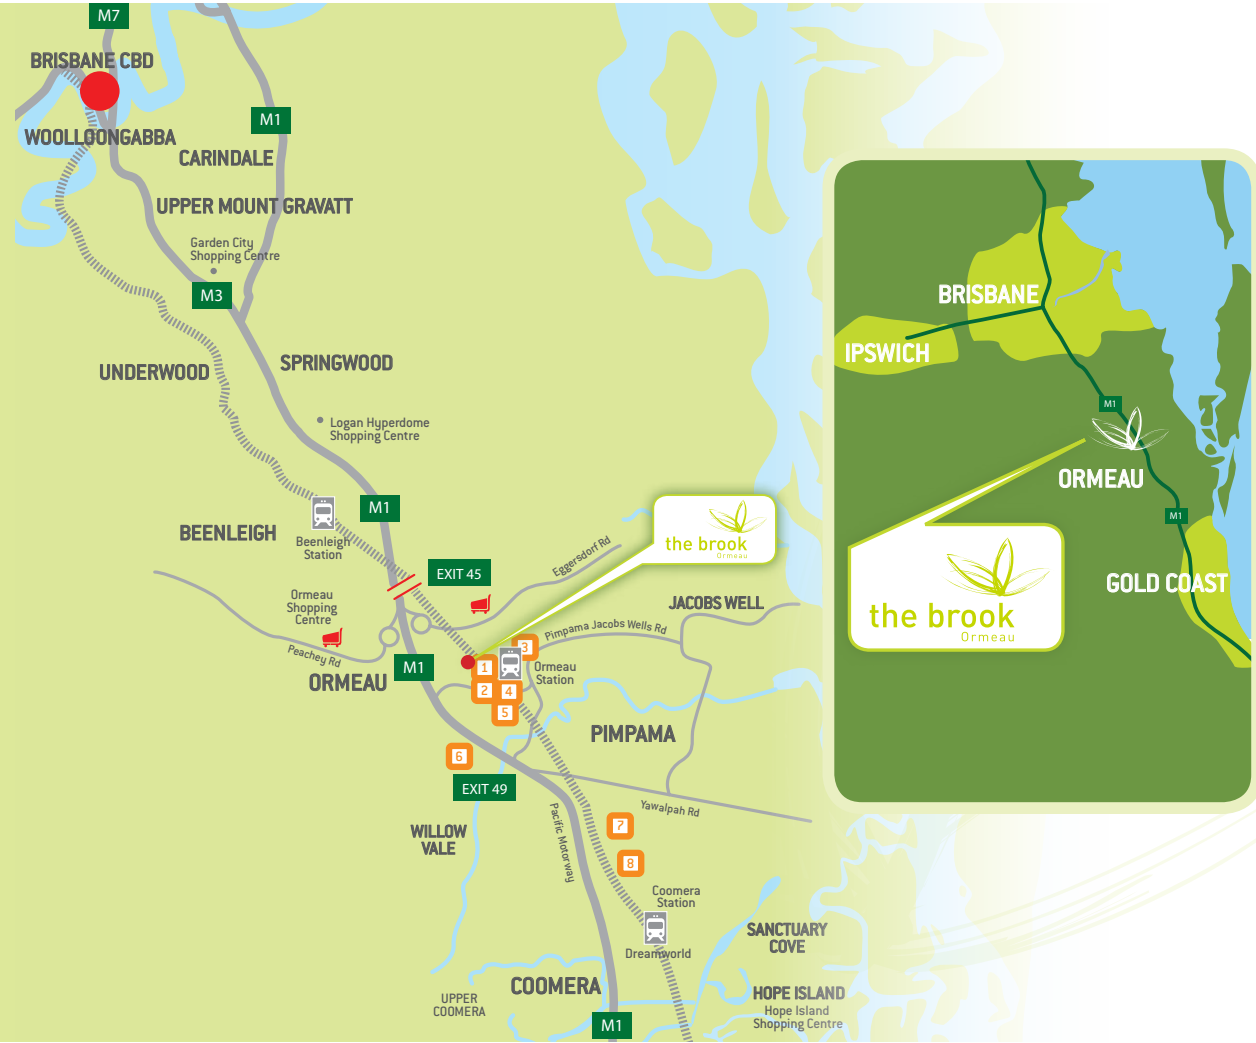 M7
BRISBANE CBD
M1
WOOLLOONGABBA
CARINDALE
UPPER MOUNT GRAVATT
Garden City
Shopping Centre
M3
SPRINGWOOD
UNDERWOOD
Logan Hyperdome
Shopping Centre
M1
BEENLEIGH
Beenleigh
Station
EXIT 45
Eggersdorf Rd
the brook
Ormeau
Ormeau
Shopping
Centre
JACOBS WELL
Pimpama Jacobs Wells Rd
Peachey Rd
M1
ORMEAU
3
1
2
4
5
Ormeau
Station
PIMPAMA
6
EXIT 49
Yawalpah Rd
Pacific Motorway
WILLOW
VALE
7
8
Coomera
Station
Dreamworld
SANCTUARY
COVE
COOMERA
UPPER
COOMERA
HOPE ISLAND
Hope Island
Shopping Centre
M1
BRISBANE
IPSWICH
M1
ORMEAU
M1
GOLD COAST
the brook
Ormeau